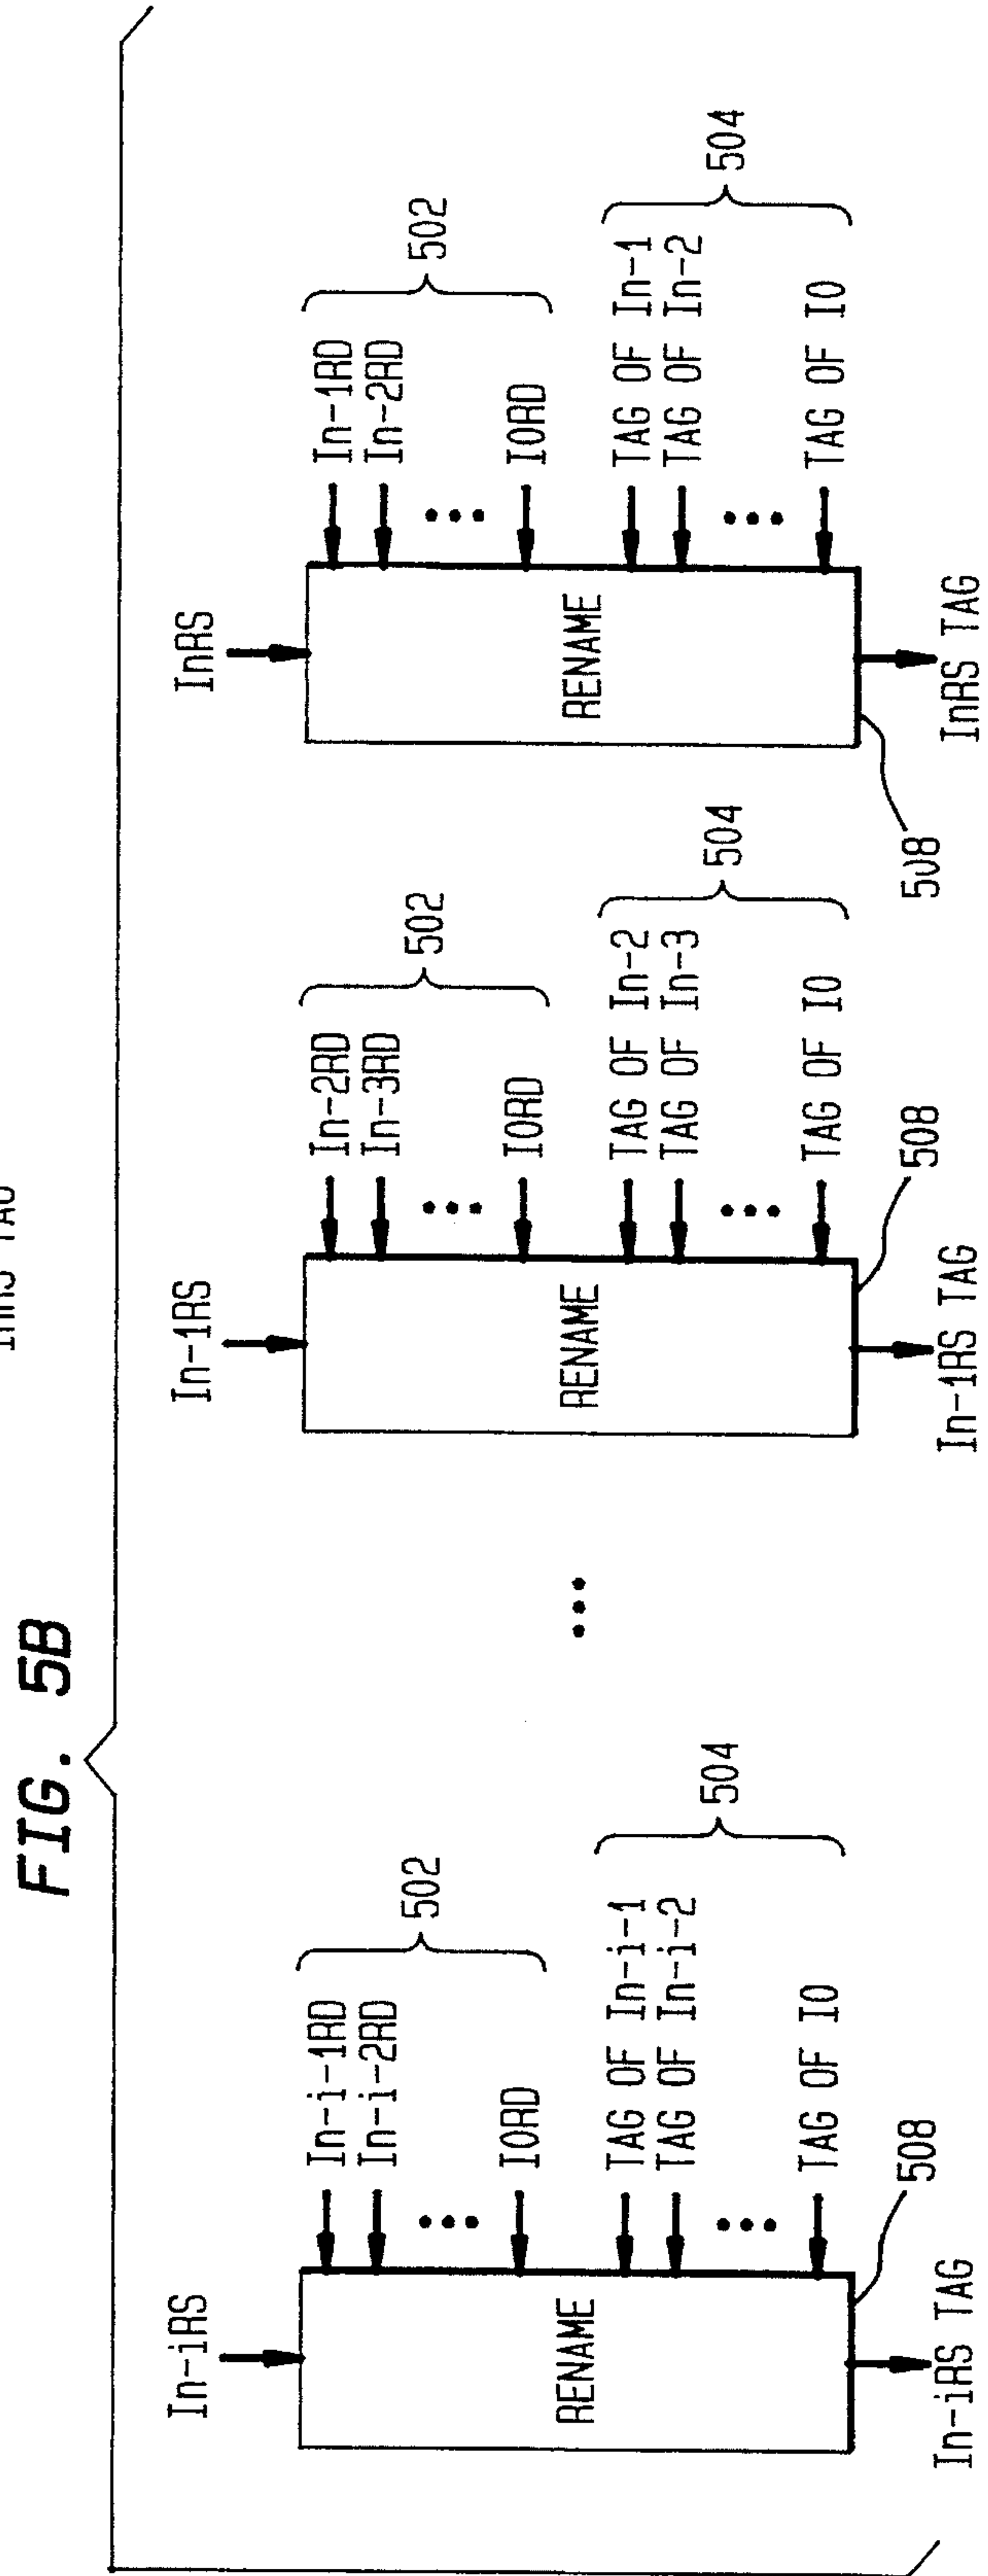 InRS TAG
FIG. 5B
In-iRS
In-i-1RD
In-i-2RD
IORD
502
TAG OF In-i-1
TAG OF In-i-2
TAG OF IO
504
RENAME
508
In-iRS TAG
In-1RS
In-2RD
In-3RD
IORD
502
TAG OF In-2
TAG OF In-3
TAG OF IO
504
RENAME
508
In-1RS TAG
InRS
In-1RD
In-2RD
IORD
502
TAG OF In-1
TAG OF In-2
TAG OF IO
504
RENAME
508
InRS TAG